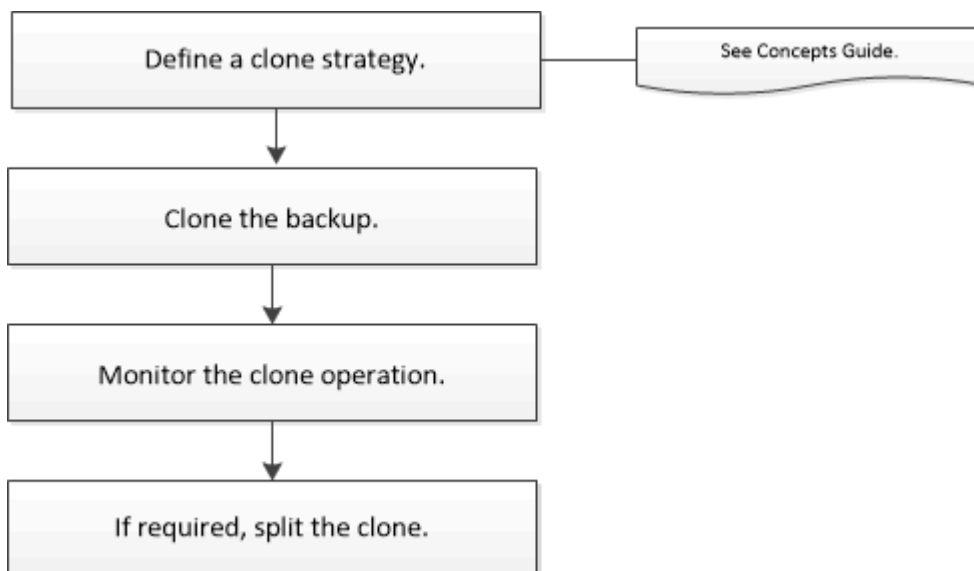 Define a clone strategy.
See Concepts Guide.
Clone the backup.
Monitor the clone operation.
If required, split the clone.